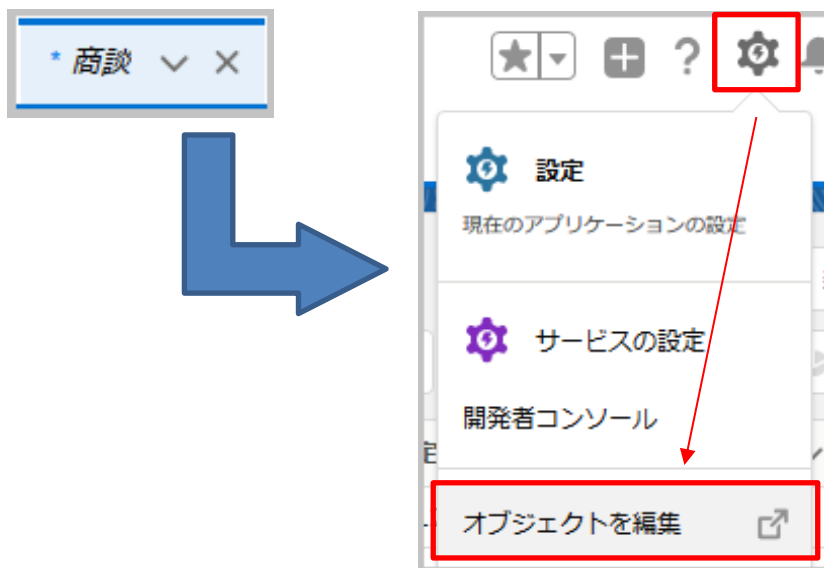 * 商談
設定
現在のアプリケーションの設定
サービスの設定
開発者コンソール
オブジェクトを編集